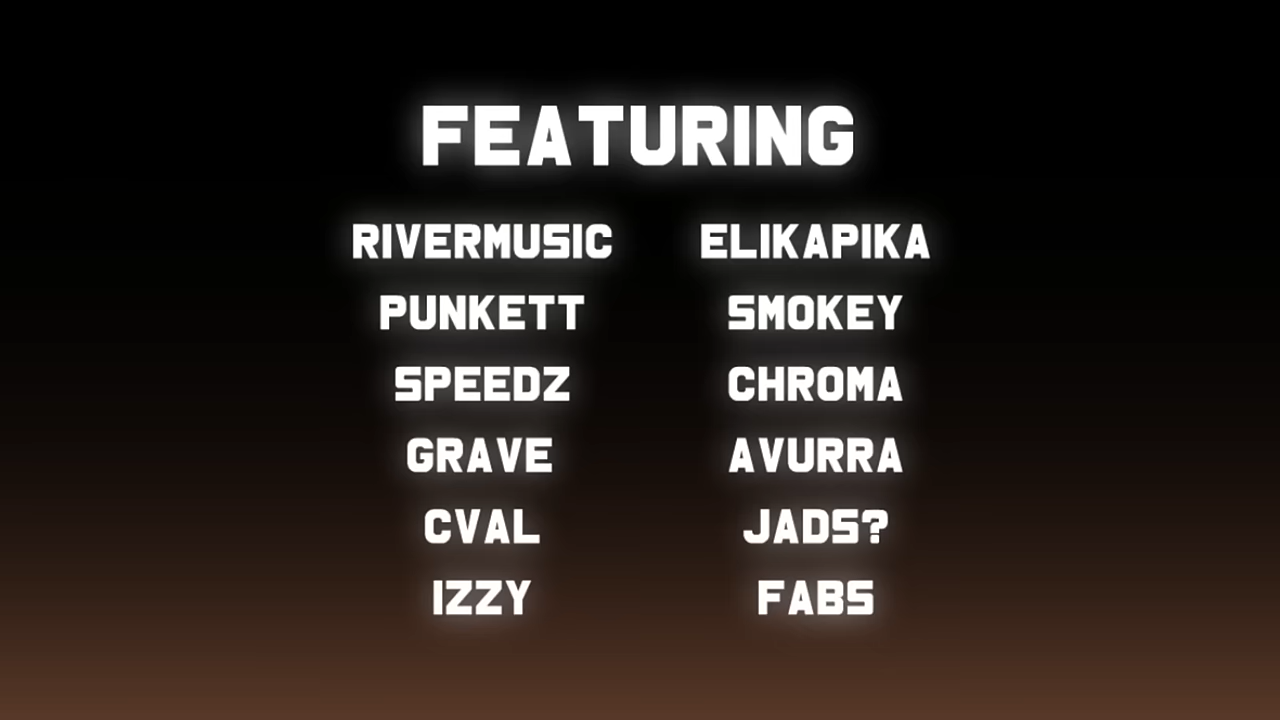 FEATURING
RIVERMUSIC ELIKAPIKA
PUNKETT SMOKEY
SPEEDZ CHROMA
GRAVE AVURRA
CVAL JADS?
IZZY FABS